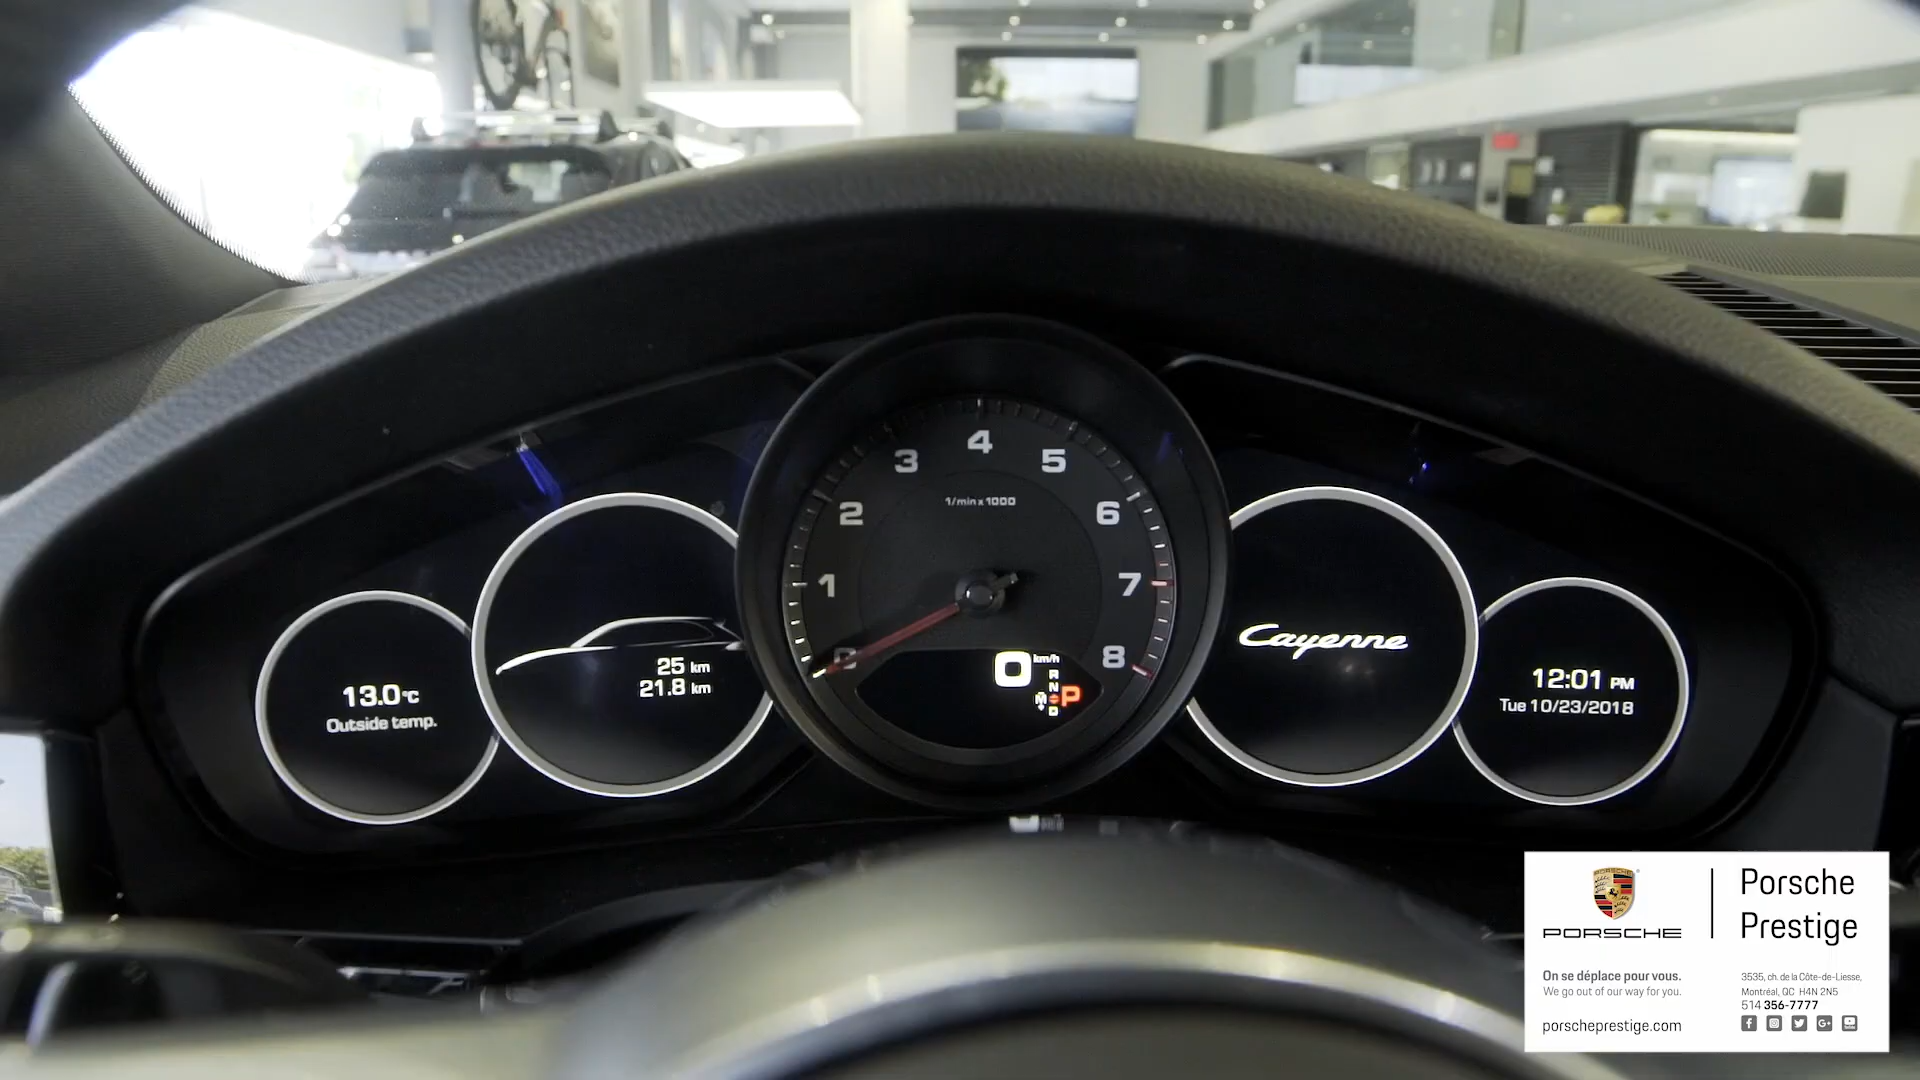 4
3
5
1/min x 1000
2
6
1
7
0
8
0 km/h
R
N
M
P
D
25 km
21.8 km
13.0°C
Outside temp.
Cayenne
12:01 PM
Tue 10/23/2018
Porsche
Prestige
PORSCHE
On se déplace pour vous.
We go out of our way for you.
porscheprestige.com
3535, ch. de la Côte-de-Liesse,
Montréal, QC H4N 2N5
514 356-7777